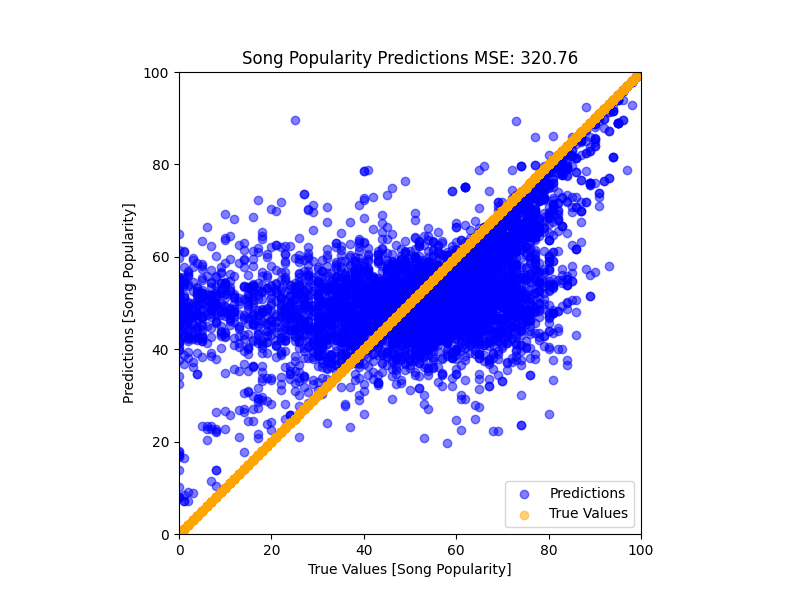 Song Popularity Predictions MSE: 320.76
100
80
60
40
20
0
Predictions [Song Popularity]
0 20 40 60 80 100
True Values [Song Popularity]
Predictions
True Values